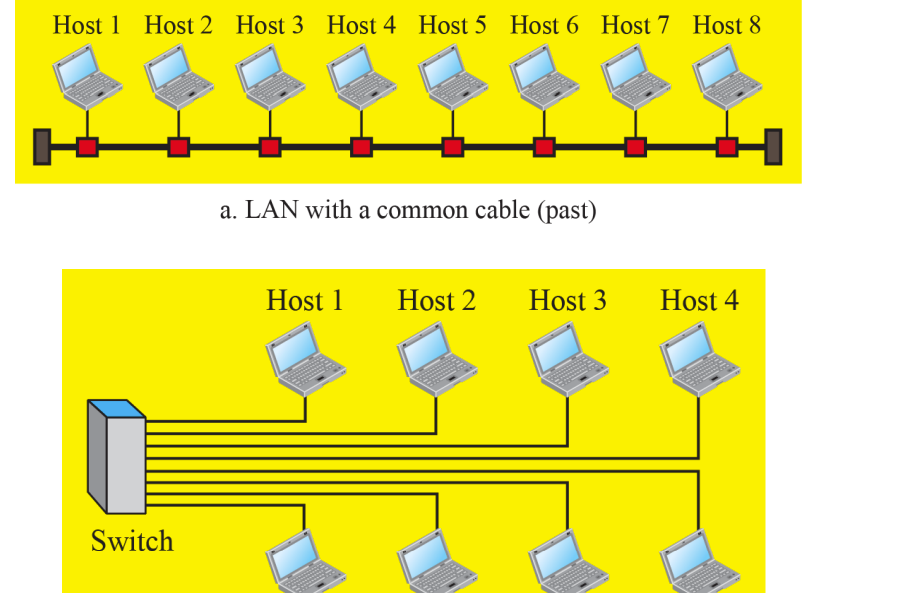 Host 1 Host 2 Host 3 Host 4 Host 5 Host 6 Host 7 Host 8
a. LAN with a common cable (past)
Host 1 Host 2 Host 3 Host 4
Switch